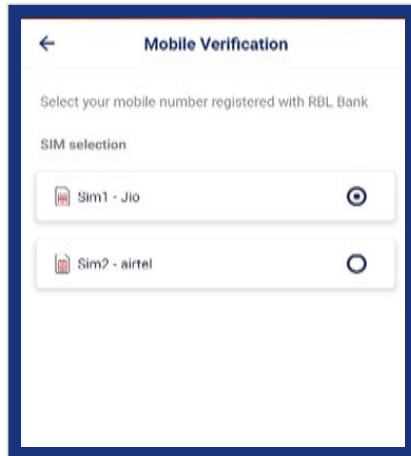 Mobile Verification
Select your mobile number registered with RBL Bank
SIM selection
Sim1 - Jio
Sim2 - airtel